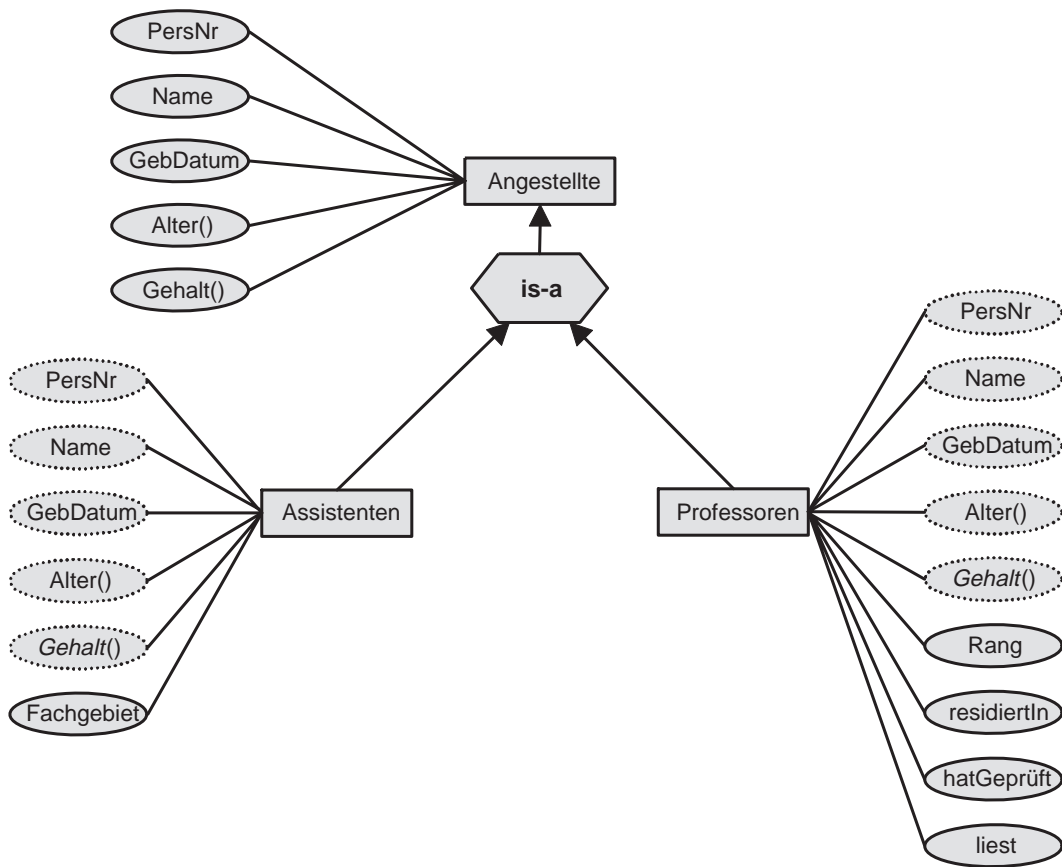 PersNr
Name
GebDatum
Alter()
Gehalt()
Angestellte
is-a
PersNr
Name
GebDatum
Alter()
Gehalt()
Fachgebiet
Assistenten
Professoren
PersNr
Name
GebDatum
Alter()
Gehalt()
Rang
residiertIn
hatGeprüft
liest